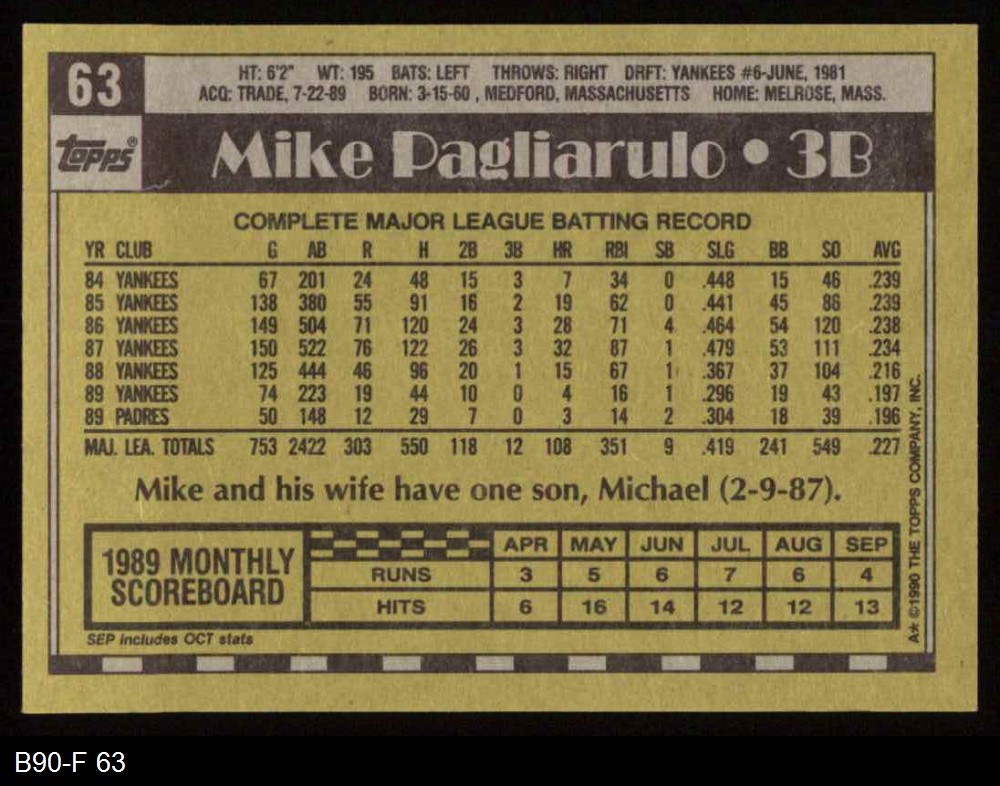 63
HT: 6'2" WT: 195 BATS: LEFT THROWS: RIGHT DRFT: YANKEES #6-JUNE, 1981
ACQ: TRADE, 7-22-89 BORN: 3-15-60 , MEDFORD, MASSACHUSETTS HOME: MELROSE, MASS.
topps®
Mike Pagliarulo • 3B
COMPLETE MAJOR LEAGUE BATTING RECORD
YR CLUB G AB R H 2B 3B HR RBI SB SLG BB SO AVG
84 YANKEES 67 201 24 48 15 3 7 34 0 .448 15 46 .239
85 YANKEES 138 380 55 91 16 2 19 62 0 .441 45 86 .239
86 YANKEES 149 504 71 120 24 3 28 71 4 .464 54 120 .238
87 YANKEES 150 522 76 122 26 3 32 87 1 .479 53 111 .234
88 YANKEES 125 444 46 96 20 1 15 67 1 .367 37 104 .216
89 YANKEES 74 223 19 44 10 0 4 16 1 .296 19 43 .197
89 PADRES 50 148 12 29 7 0 3 14 2 .304 18 39 .196
MAJ. LEA. TOTALS 753 2422 303 550 118 12 108 351 9 .419 241 549 .227
Mike and his wife have one son, Michael (2-9-87).
1989 MONTHLY
SCOREBOARD
APR MAY JUN JUL AUG SEP
RUNS 3 5 6 7 6 4
HITS 6 16 14 12 12 13
SEP includes OCT stats
A* ©1990 THE TOPPS COMPANY, INC.
B90-F 63